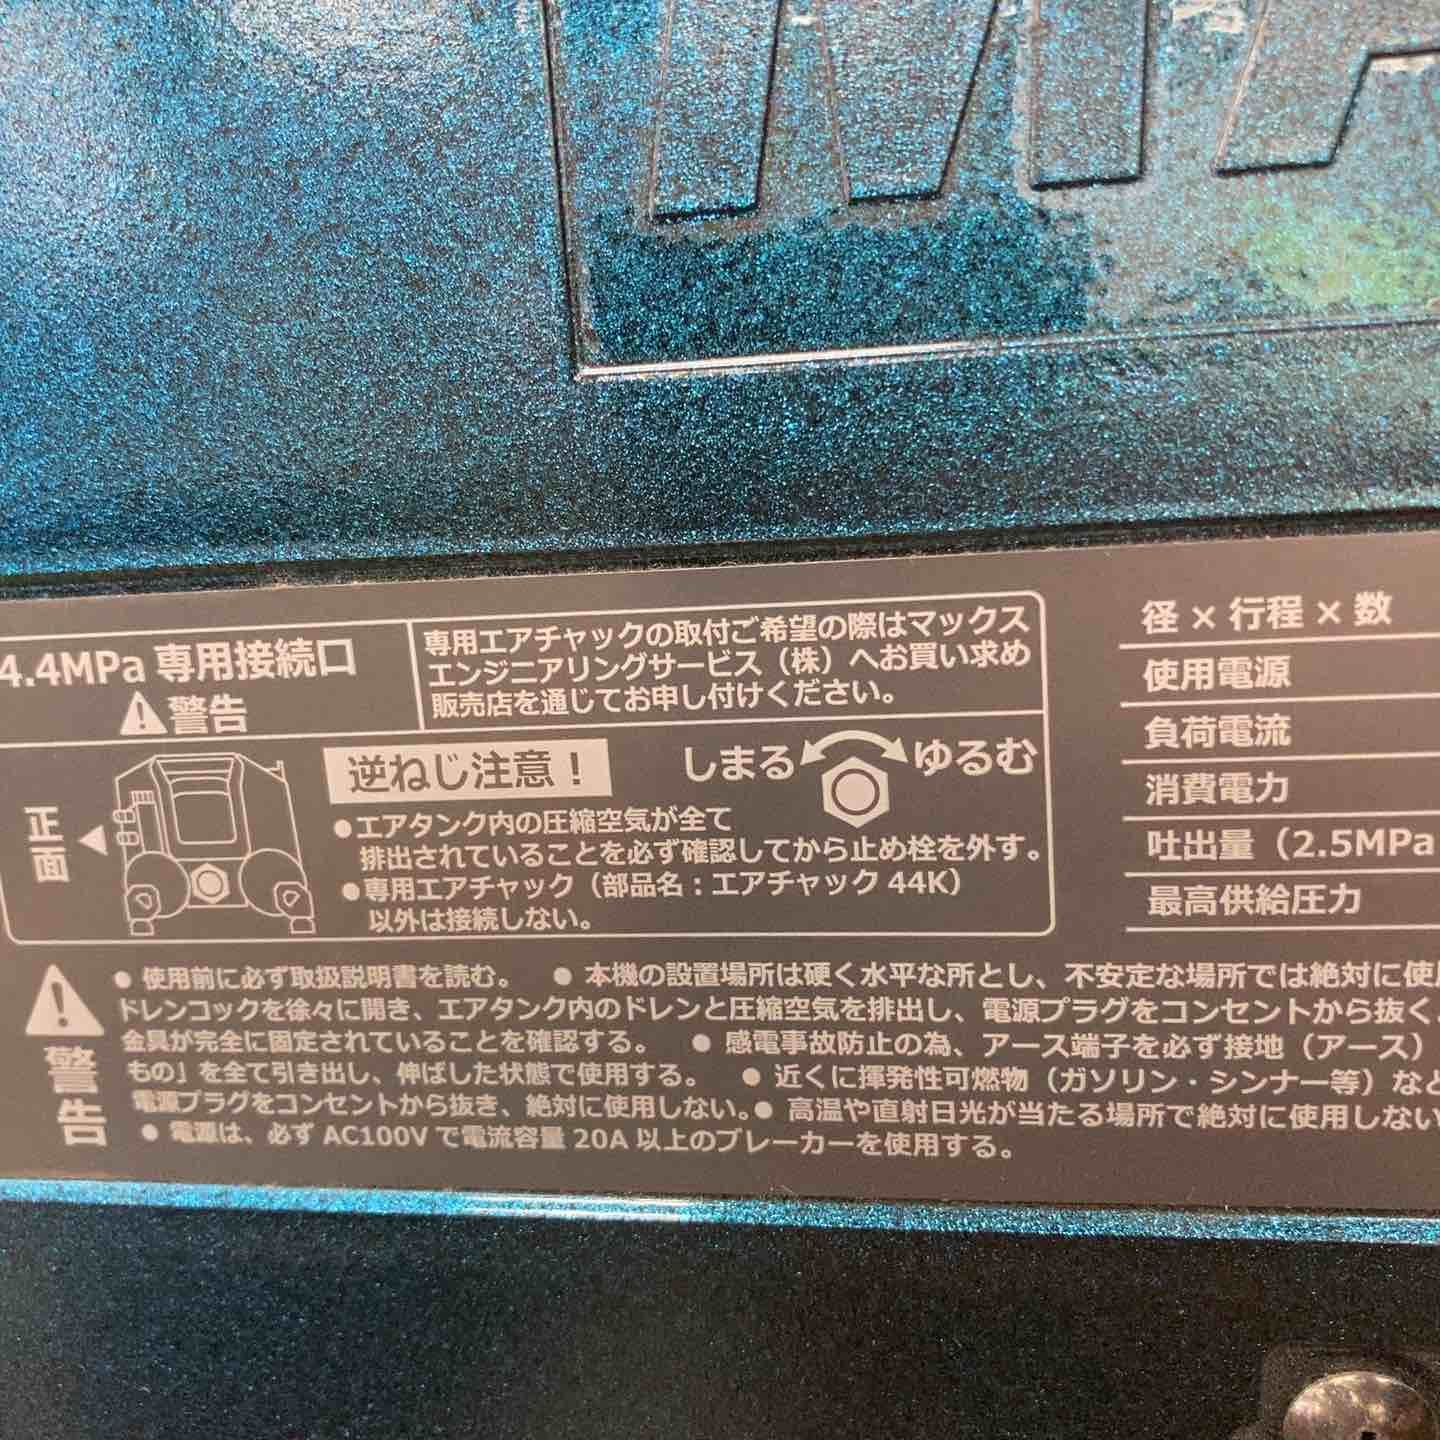 MA
4.4MPa 専用接続口
警告
専用エアチャックの取付ご希望の際はマックス
エンジニアリングサービス（株）へお買い求め
販売店を通じてお申し付けください。
正面
逆ねじ注意！
しまる ゆるむ
●エアタンク内の圧縮空気が全て
排出されていることを必ず確認してから止め栓を外す。
●専用エアチャック（部品名：エアチャック 44K）
以外は接続しない。
径×行程×数
使用電源
負荷電流
消費電力
吐出量（2.5MPa
最高供給圧力
警告
● 使用前に必ず取扱説明書を読む。 ● 本機の設置場所は硬く水平な所とし、不安定な場所では絶対に使用
ドレンコックを徐々に開き、エアタンク内のドレンと圧縮空気を排出し、電源プラグをコンセントから抜く。
金具が完全に固定されていることを確認する。 ● 感電事故防止の為、アース端子を必ず接地（アース）
もの」を全て引き出し、伸ばした状態で使用する。 ● 近くに揮発性可燃物（ガソリン・シンナー等）など
電源プラグをコンセントから抜き、絶対に使用しない。● 高温や直射日光が当たる場所で絶対に使用しない
● 電源は、必ず AC100V で電流容量 20A 以上のブレーカーを使用する。